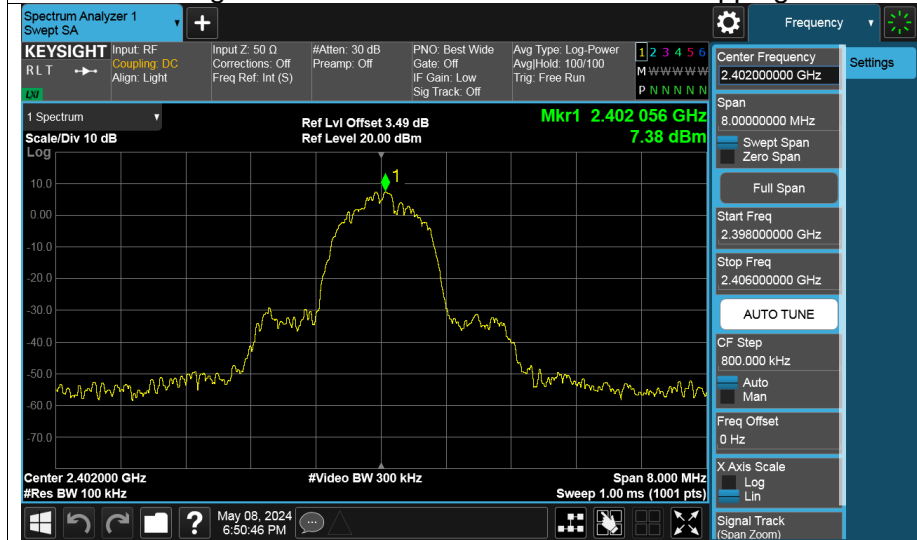 Spectrum Analyzer 1
Swept SA
Frequency
KEYSIGHT
RLT
LXI
Input: RF
Coupling: DC
Align: Light
Input Z: 50 Ω
Corrections: Off
Freq Ref: Int (S)
#Atten: 30 dB
Preamp: Off
PNO: Best Wide
Gate: Off
IF Gain: Low
Sig Track: Off
Avg Type: Log-Power
Avg|Hold: 100/100
Trig: Free Run
1 2 3 4 5 6
M W W W W W
P N N N N N
1 Spectrum
Scale/Div 10 dB
Log
Ref Lvl Offset 3.49 dB
Ref Level 20.00 dBm
Mkr1 2.402 056 GHz
7.38 dBm
1
10.0
0.00
-10.0
-20.0
-30.0
-40.0
-50.0
-60.0
-70.0
Center 2.402000 GHz
#Res BW 100 kHz
#Video BW 300 kHz
Span 8.000 MHz
Sweep 1.00 ms (1001 pts)
?
May 08, 2024
6:50:46 PM
Center Frequency
2.402000000 GHz
Settings
Span
8.00000000 MHz
Swept Span
Zero Span
Full Span
Start Freq
2.398000000 GHz
Stop Freq
2.406000000 GHz
AUTO TUNE
CF Step
800.000 kHz
Auto
Man
Freq Offset
0 Hz
X Axis Scale
Log
Lin
Signal Track
(Span Zoom)